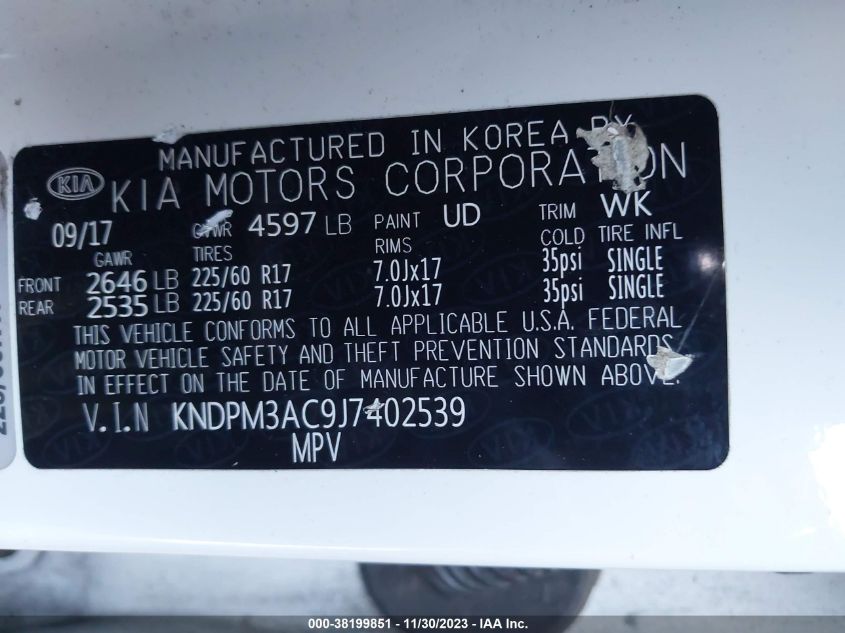 MANUFACTURED IN KOREA BY
KIA KIA MOTORS CORPORATION
09/17 GVWR 4597 LB PAINT UD TRIM WK
GAWR TIRES RIMS COLD TIRE INFL
FRONT 2646 LB 225/60 R17 7.0Jx17 35psi SINGLE
REAR 2535 LB 225/60 R17 7.0Jx17 35psi SINGLE
THIS VEHICLE CONFORMS TO ALL APPLICABLE U.S.A. FEDERAL
MOTOR VEHICLE SAFETY AND THEFT PREVENTION STANDARDS
IN EFFECT ON THE DATE OF MANUFACTURE SHOWN ABOVE.
V.I.N KNDPM3AC9J7402539
MPV
000-38199851 - 11/30/2023 - IAA Inc.